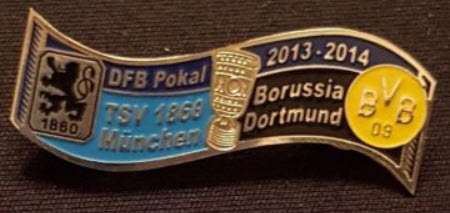 1860
DFB Pokal
TSV 1860
München
2013-2014
Borussia
Dortmund
BVB
09